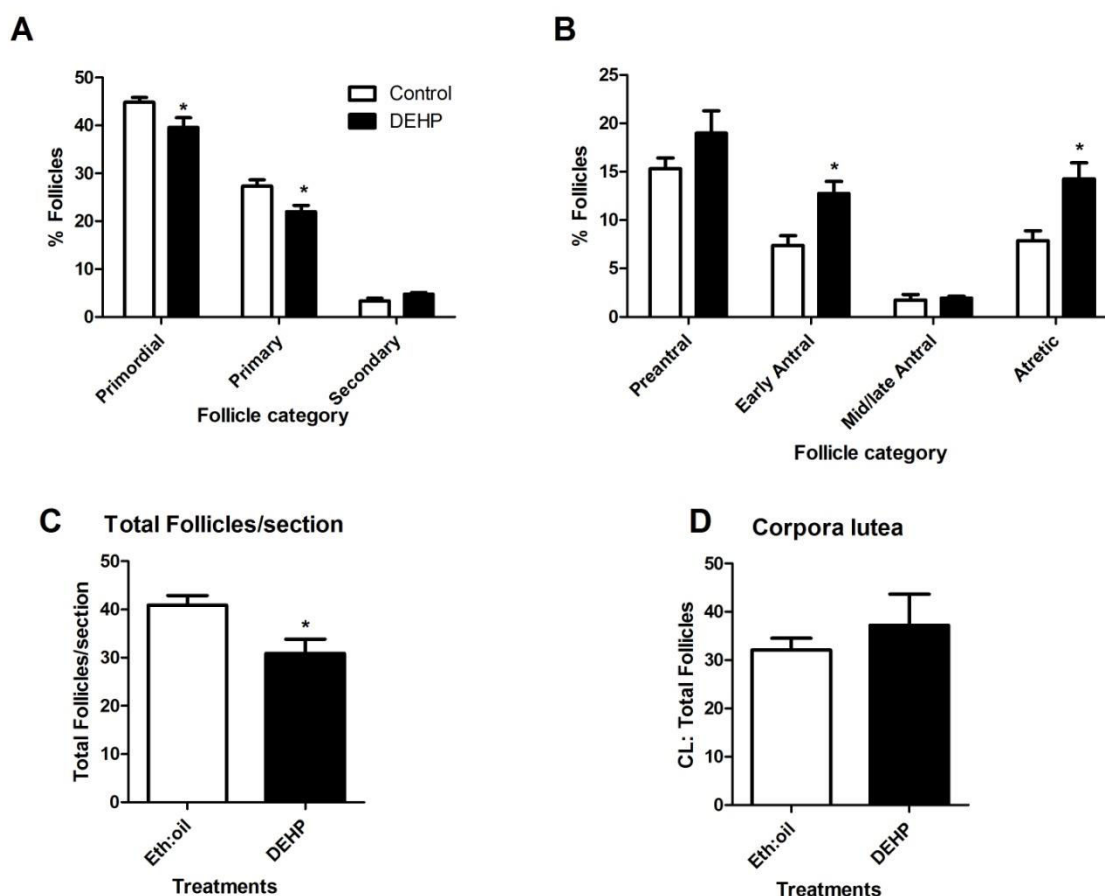 A
% Follicles
50
40
30
20
10
0
Control
DEHP
*
*
Primordial
Primary
Secondary
Follicle category
B
% Follicles
25
20
15
10
5
0
*
*
Preantral
Early Antral
Mid/late Antral
Atretic
Follicle category
C
Total Follicles/section
Total Follicles/section
50
40
30
20
10
0
*
Eth:oil
DEHP
Treatments
D
Corpora lutea
CL: Total Follicles
50
40
30
20
10
0
Eth:oil
DEHP
Treatments